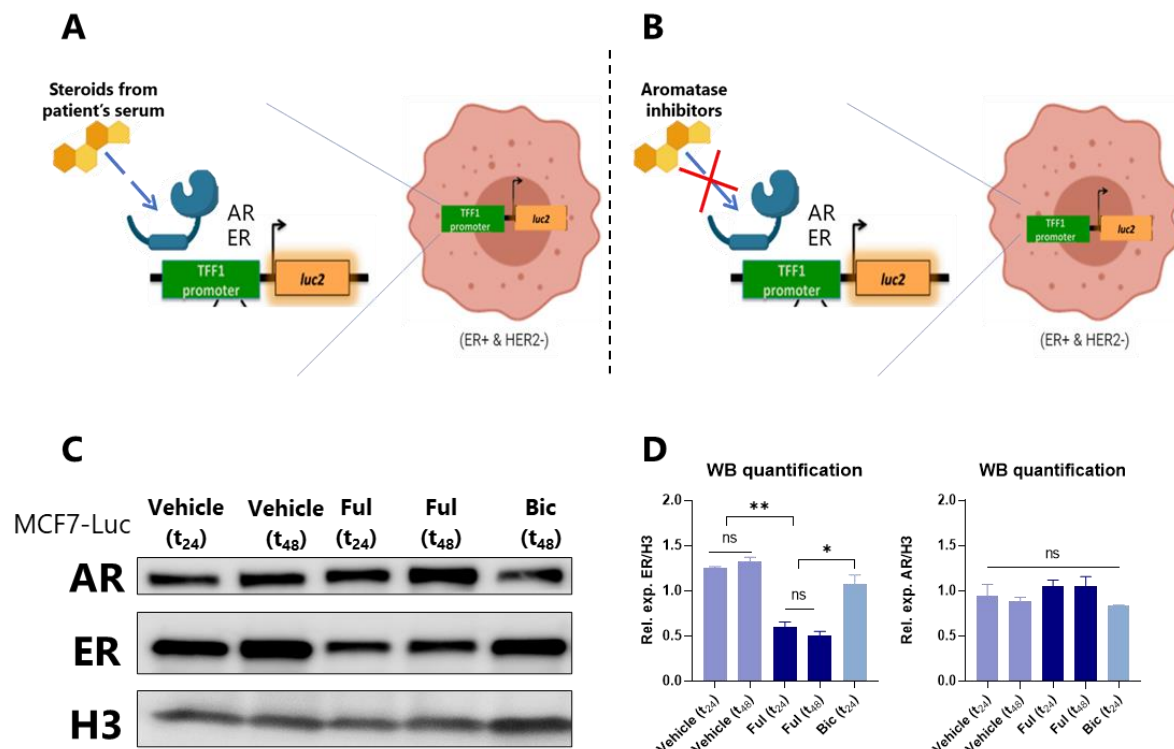 A
Steroids from
patient's serum
AR
ER
TFF1
promoter
luc2
TFF1
promoter
luc2
(ER+ & HER2-)
B
Aromatase
inhibitors
AR
ER
TFF1
promoter
luc2
TFF1
promoter
luc2
(ER+ & HER2-)
C
MCF7-Luc
Vehicle
(t24)
Vehicle
(t48)
Ful
(t24)
Ful
(t48)
Bic
(t48)
AR
ER
H3
D
WB quantification
Rel. exp. ER/H3
2.0
1.5
1.0
0.5
0.0
**
ns
*
ns
Vehicle (t24)
Vehicle (t48)
Ful (t24)
Ful (t48)
Bic (t24)
WB quantification
Rel. exp. AR/H3
2.0
1.5
1.0
0.5
0.0
ns
Vehicle (t24)
Vehicle (t48)
Ful (t24)
Ful (t48)
Bic (t24)